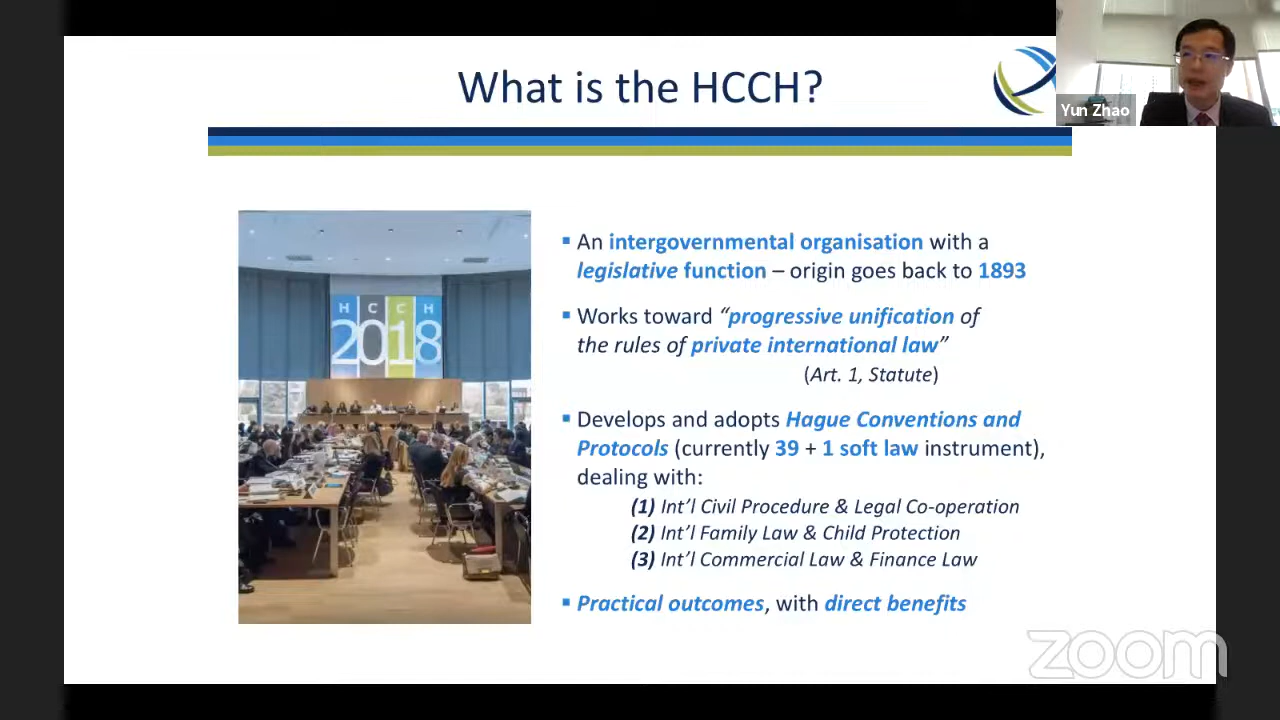 What is the HCCH?
Yun Zhao
H C C H
2018
▪ An intergovernmental organisation with a
legislative function – origin goes back to 1893
▪ Works toward “progressive unification of
the rules of private international law”
(Art. 1, Statute)
▪ Develops and adopts Hague Conventions and
Protocols (currently 39 + 1 soft law instrument),
dealing with:
(1) Int’l Civil Procedure & Legal Co-operation
(2) Int’l Family Law & Child Protection
(3) Int’l Commercial Law & Finance Law
▪ Practical outcomes, with direct benefits
zoom